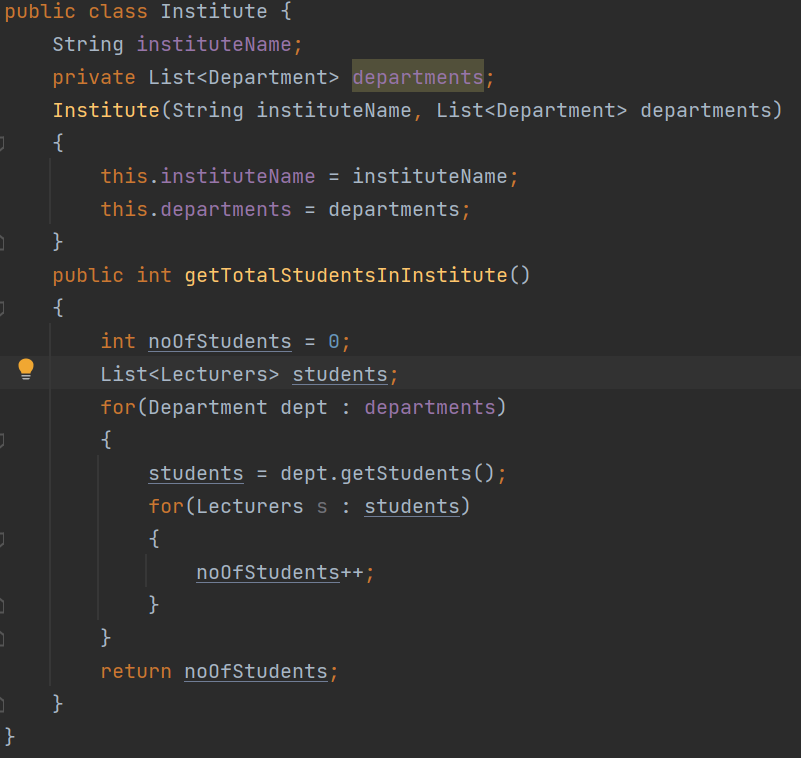 public class Institute {
    String instituteName;
    private List<Department> departments;
    Institute(String instituteName, List<Department> departments)
    {
        this.instituteName = instituteName;
        this.departments = departments;
    }
    public int getTotalStudentsInInstitute()
    {
        int noOfStudents = 0;
        List<Lecturers> students;
        for(Department dept : departments)
        {
            students = dept.getStudents();
            for(Lecturers s : students)
            {
                noOfStudents++;
            }
        }
        return noOfStudents;
    }
}